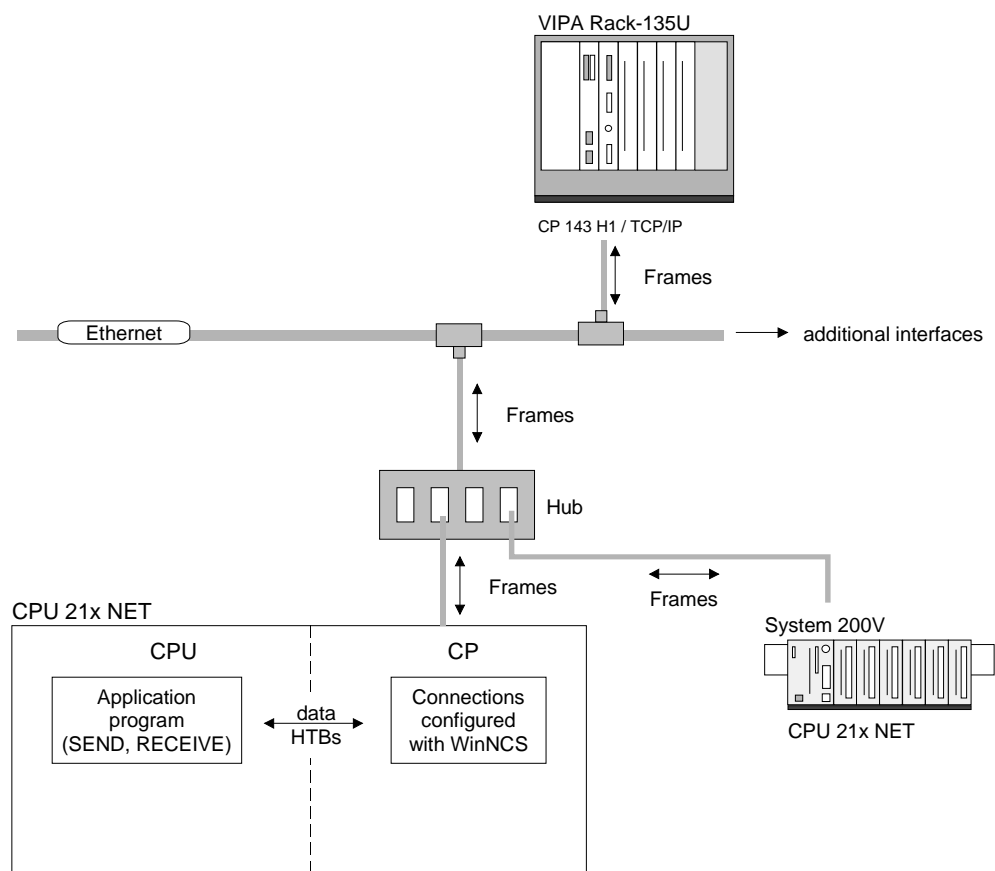 VIPA Rack-135U
CP 143 H1 / TCP/IP
Frames
Ethernet
additional interfaces
Frames
Hub
Frames
Frames
CPU 21x NET
CPU
CP
Application
program
(SEND, RECEIVE)
data
HTBs
Connections
configured
with WinNCS
System 200V
CPU 21x NET